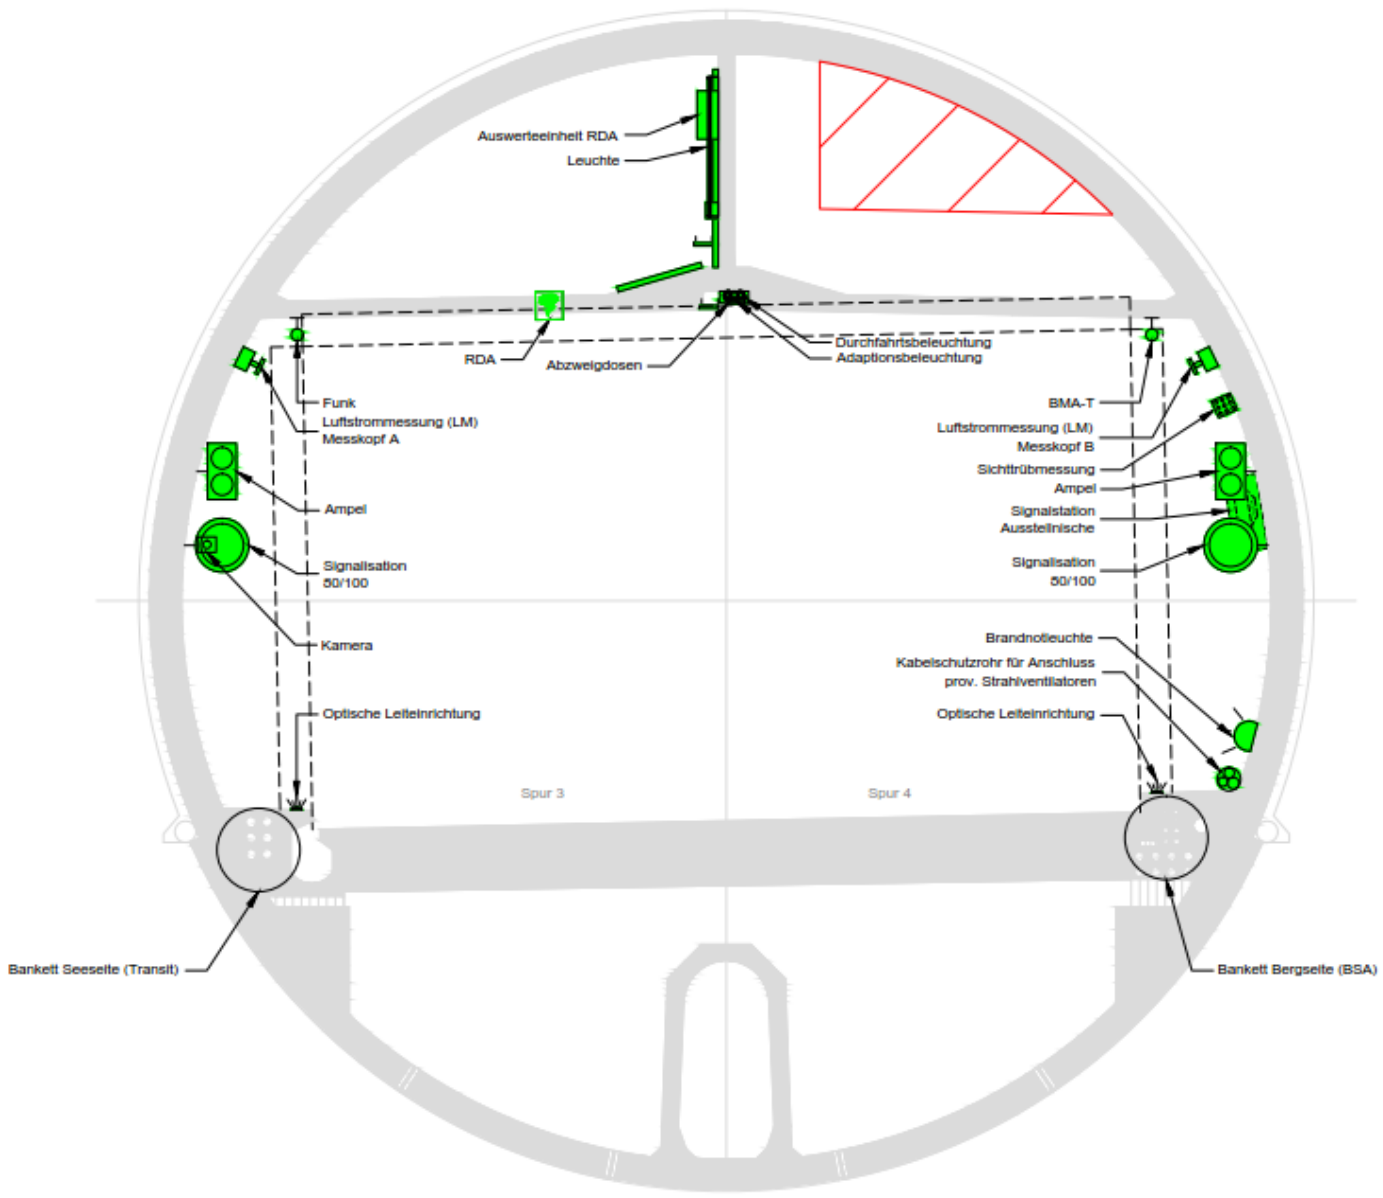 Auswerteeinheit RDA
Leuchte
RDA
Abzweigdosen
Durchfahrtsbeleuchtung
Adaptionsbeleuchtung
Funk
Luftstrommessung (LM)
Messkopf A
Ampel
Signalisation
80/100
Kamera
Optische Leiteinrichtung
BMA-T
Luftstrommessung (LM)
Messkopf B
Sichttrübmessung
Ampel
Signalstation
Ausstellnische
Signalisation
80/100
Brandnotleuchte
Kabelschutzrohr für Anschluss
prov. Strahlventilatoren
Optische Leiteinrichtung
Spur 3
Spur 4
Bankett Seeseite (Transit)
Bankett Bergseite (BSA)